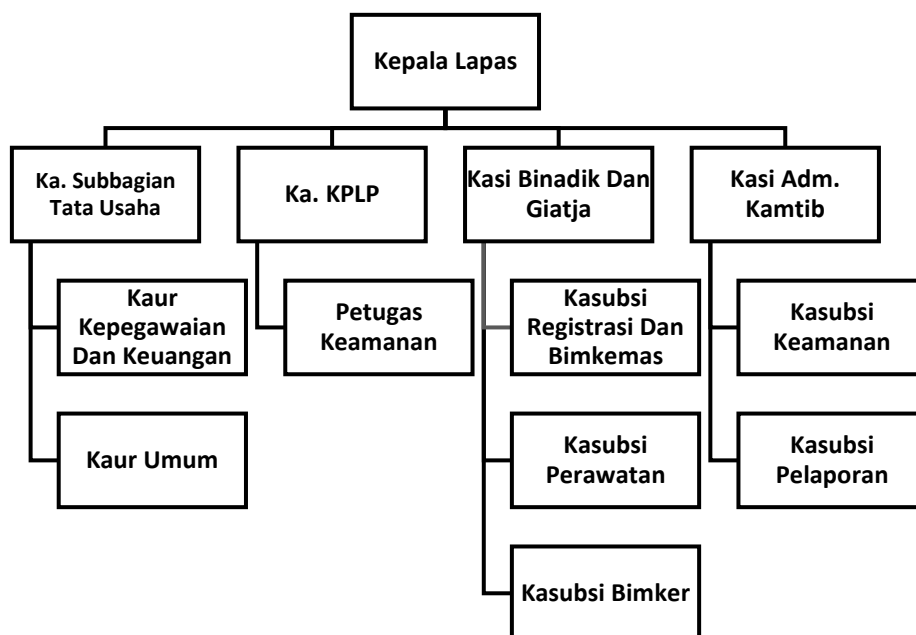 Kepala Lapas
Ka. Subbagian
Tata Usaha
Ka. KPLP
Kasi Binadik Dan
Giatja
Kasi Adm.
Kamtib
Kaur
Kepegawaian
Dan Keuangan
Petugas
Keamanan
Kasubsi
Registrasi Dan
Bimkemas
Kasubsi
Keamanan
Kaur Umum
Kasubsi
Perawatan
Kasubsi
Pelaporan
Kasubsi Bimker